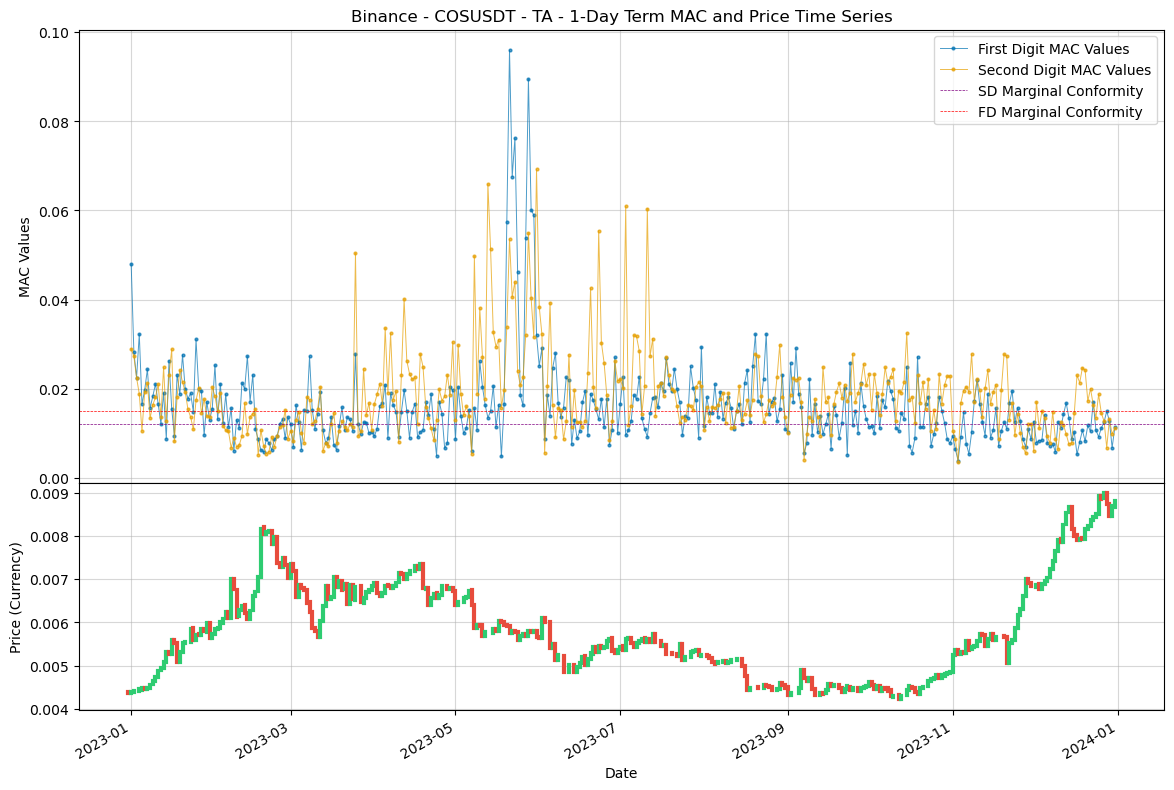 Binance - COSUSDT - TA - 1-Day Term MAC and Price Time Series
0.10
0.08
0.06
0.04
0.02
0.00
MAC Values
First Digit MAC Values
Second Digit MAC Values
SD Marginal Conformity
FD Marginal Conformity
0.009
0.008
0.007
0.006
0.005
0.004
Price (Currency)
2023-01
2023-03
2023-05
2023-07
2023-09
2023-11
2024-01
Date